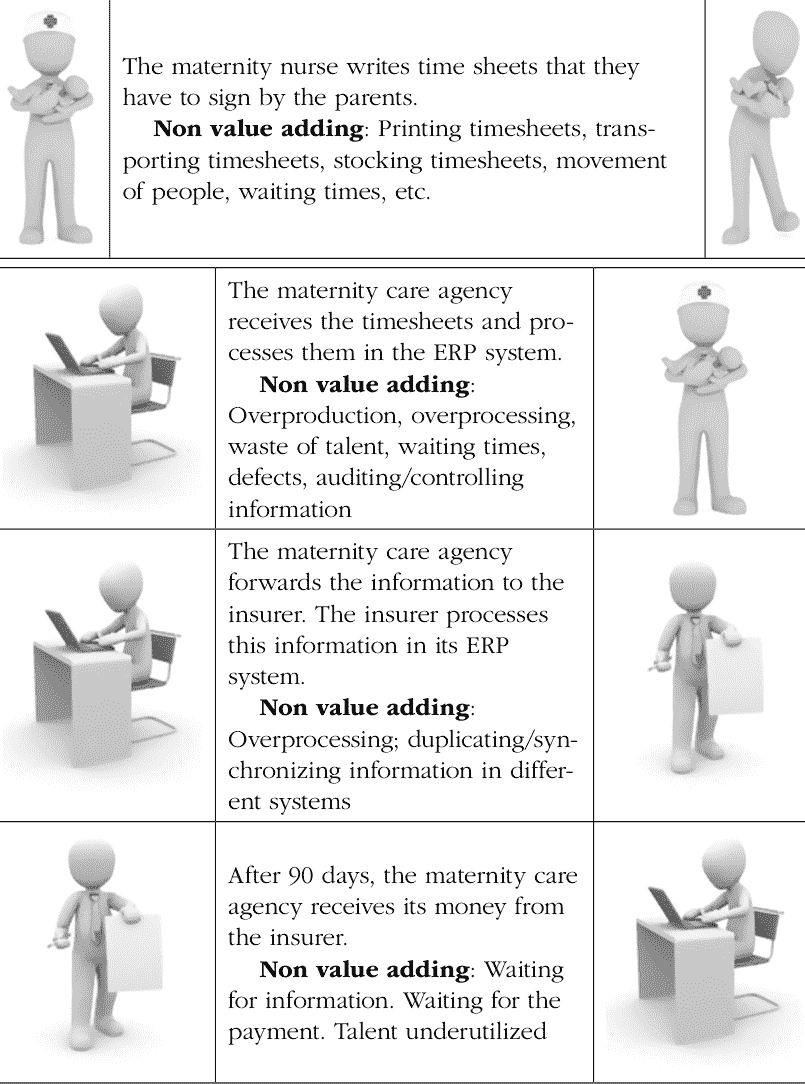 The maternity nurse writes time sheets that they
have to sign by the parents.
Non value adding: Printing timesheets, trans-
porting timesheets, stocking timesheets, movement
of people, waiting times, etc.
The maternity care agency
receives the timesheets and pro-
cesses them in the ERP system.
Non value adding:
Overproduction, overprocessing,
waste of talent, waiting times,
defects, auditing/controlling
information
The maternity care agency
forwards the information to the
insurer. The insurer processes
this information in its ERP
system.
Non value adding:
Overprocessing; duplicating/syn-
chronizing information in differ-
ent systems
After 90 days, the maternity care
agency receives its money from
the insurer.
Non value adding: Waiting
for information. Waiting for the
payment. Talent underutilized